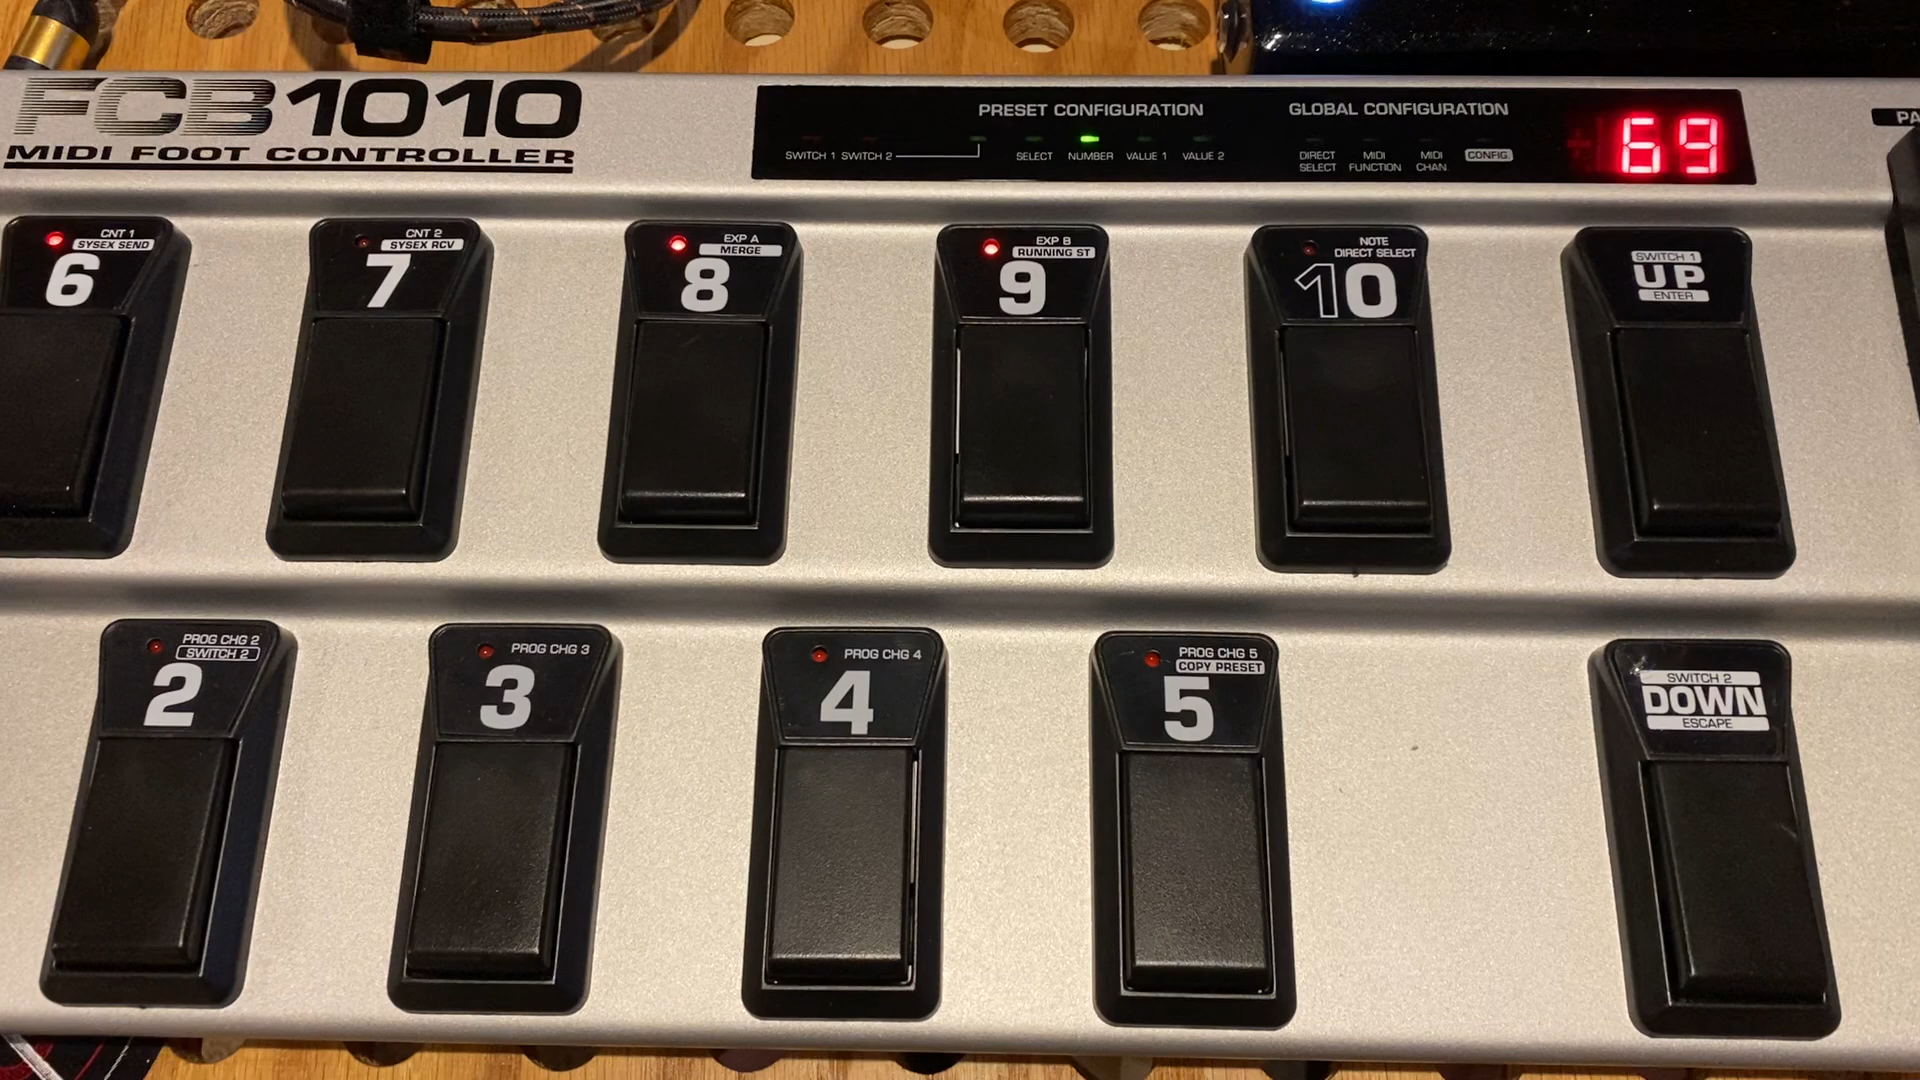 FCB1010
MIDI FOOT CONTROLLER
PRESET CONFIGURATION
SWITCH 1 SWITCH 2
SELECT NUMBER VALUE 1 VALUE 2
GLOBAL CONFIGURATION
DIRECT SELECT
MIDI FUNCTION
MIDI CHAN.
CONFIG.
69
PA
CNT 1
SYSEX SEND
6
CNT 2
SYSEX RCV
7
EXP A
MERGE
8
EXP B
RUNNING ST
9
NOTE
DIRECT SELECT
10
SWITCH 1
UP
ENTER
PROG CHG 2
SWITCH 2
2
PROG CHG 3
3
PROG CHG 4
4
PROG CHG 5
COPY PRESET
5
SWITCH 2
DOWN
ESCAPE